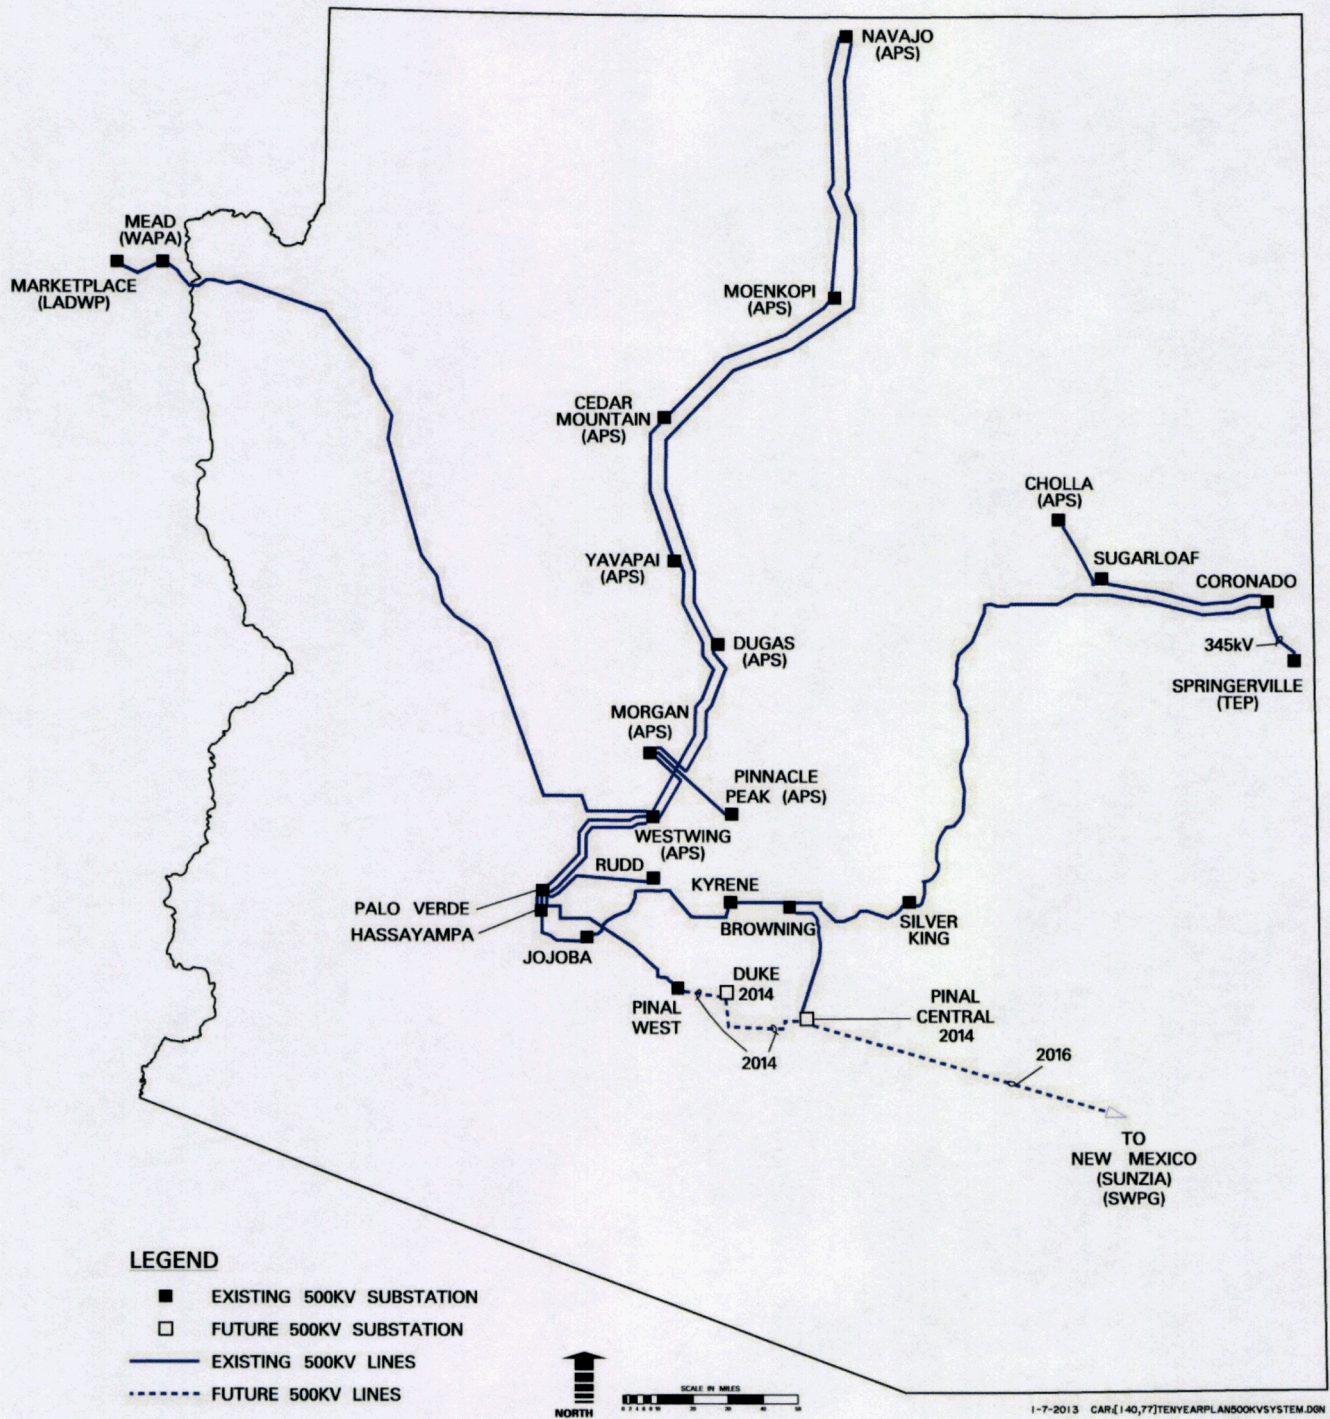 NAVAJO
(APS)
MEAD
(WAPA)
MARKETPLACE
(LADWP)
MOENKOPI
(APS)
CEDAR
MOUNTAIN
(APS)
CHOLLA
(APS)
YAVAPAI
(APS)
SUGARLOAF
CORONADO
DUGAS
(APS)
345kV
SPRINGERVILLE
(TEP)
MORGAN
(APS)
PINNACLE
PEAK (APS)
WESTWING
(APS)
RUDD
KYRENE
PALO VERDE
HASSAYAMPA
BROWNING
SILVER
KING
JOJOBA
DUKE
2014
PINAL
WEST
PINAL
CENTRAL
2014
2014
2016
TO
NEW MEXICO
(SUNZIA)
(SWPG)
LEGEND
EXISTING 500KV SUBSTATION
FUTURE 500KV SUBSTATION
EXISTING 500KV LINES
FUTURE 500KV LINES
NORTH
SCALE IN MILES
1-7-2013 CAR:[140,77]TENYEARPLAN500KVSYSTEM.DGN